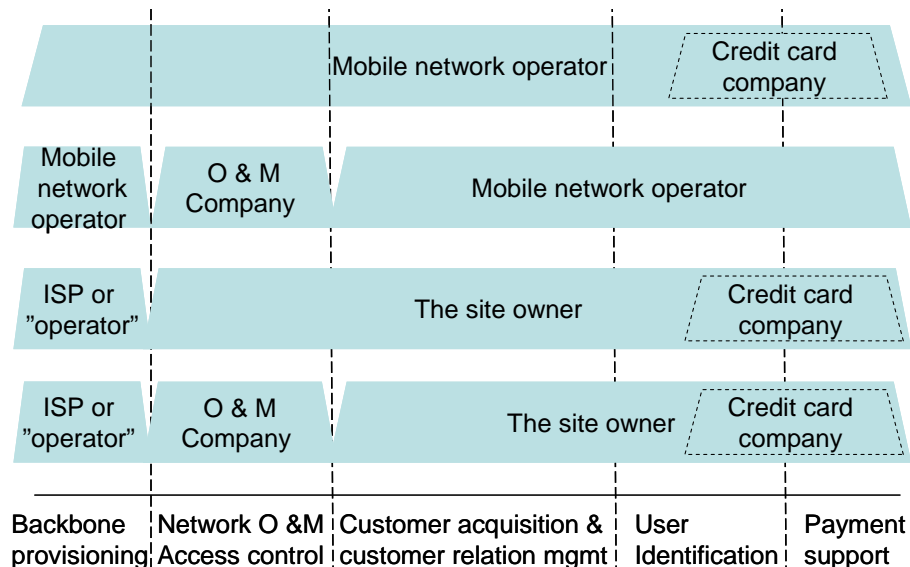 Mobile network operator
Credit card
company
Mobile
network
operator
O & M
Company
Mobile network operator
ISP or
”operator”
The site owner
Credit card
company
ISP or
”operator”
O & M
Company
The site owner
Credit card
company
Backbone
provisioning
Network O &M
Access control
Customer acquisition &
customer relation mgmt
User
Identification
Payment
support